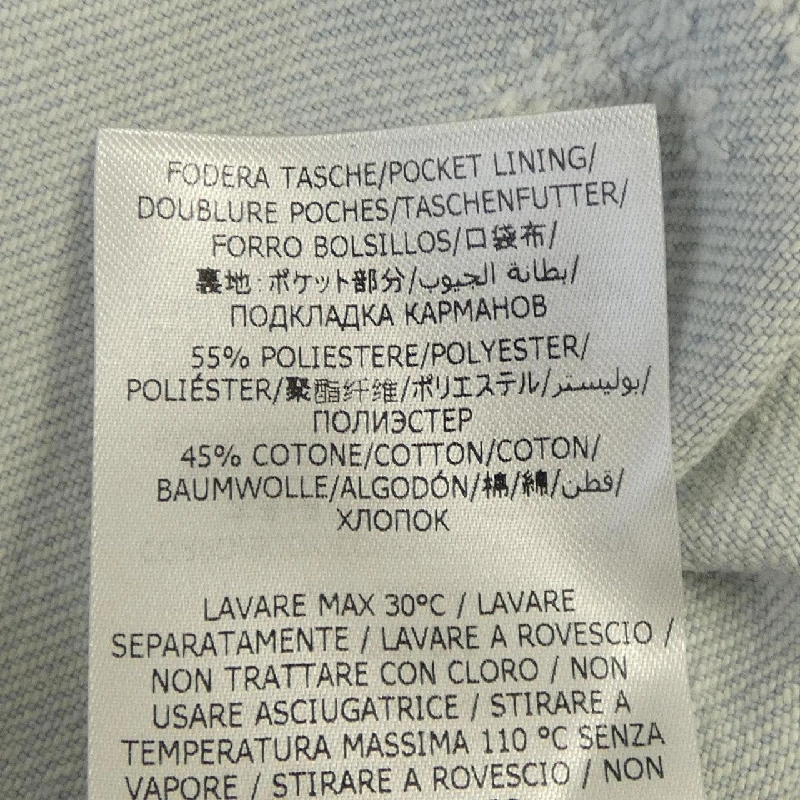 FODERA TASCHE/POCKET LINING/
DOUBLURE POCHES/TASCHENFUTTER/
FORRO BOLSILLOS/口袋布/
裏地·ポケット部分/بطانة الجيوب/
ПОДКЛАДКА КАРМАНОВ
55% POLIESTERE/POLYESTER/
POLIÉSTER/聚酯纤维/ポリエステル/بوليستر/
ПОЛИЭСТЕР
45% COTONE/COTTON/COTON/
BAUMWOLLE/ALGODÓN/棉/綿/قطن/
ХЛОПОК
LAVARE MAX 30°C / LAVARE
SEPARATAMENTE / LAVARE A ROVESCIO /
NON TRATTARE CON CLORO / NON
USARE ASCIUGATRICE / STIRARE A
TEMPERATURA MASSIMA 110 °C SENZA
VAPORE / STIRARE A ROVESCIO / NON